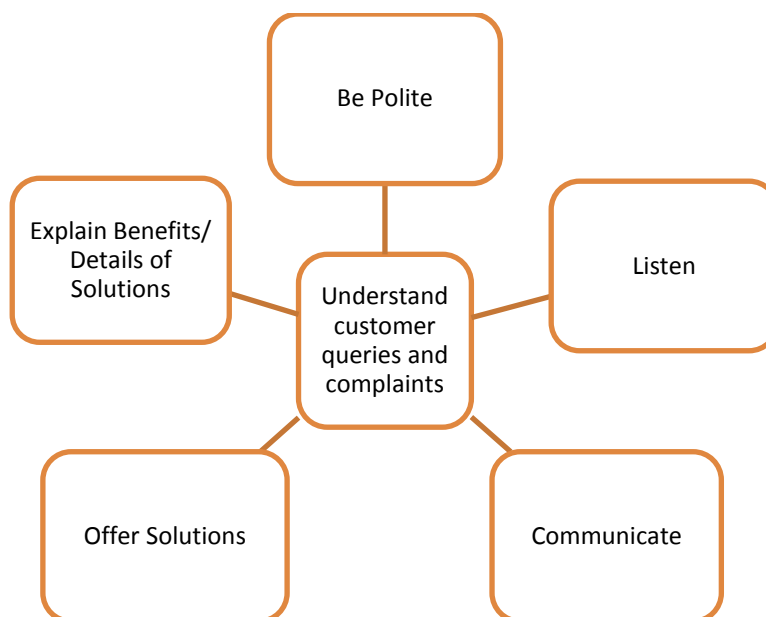 Be Polite
Explain Benefits/
Details of
Solutions
Listen
Understand
customer
queries and
complaints
Offer Solutions
Communicate